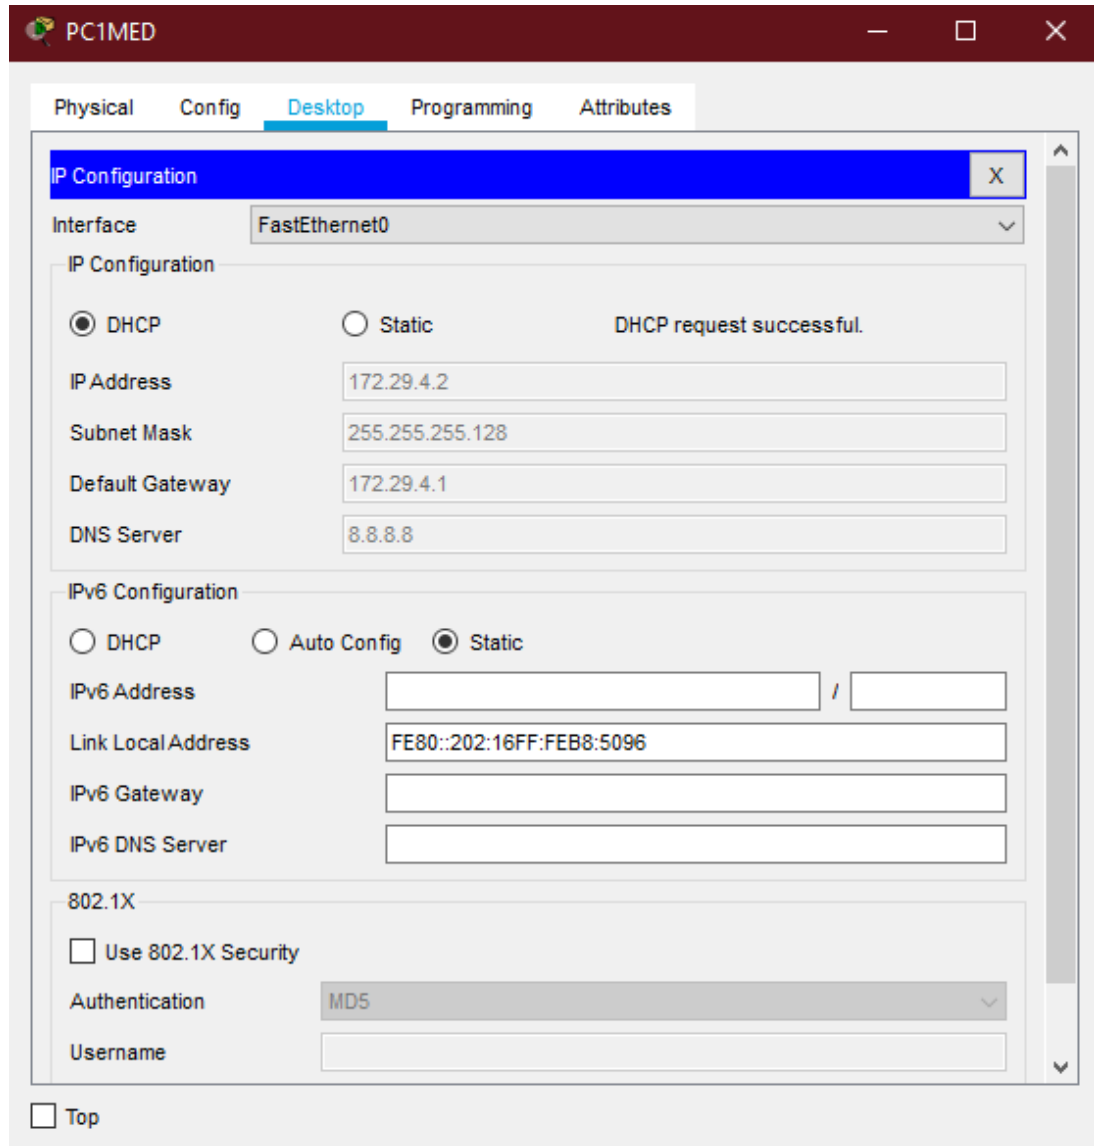 PC1MED
Physical Config Desktop Programming Attributes
IP Configuration X
Interface FastEthernet0
IP Configuration
DHCP Static DHCP request successful.
IP Address 172.29.4.2
Subnet Mask 255.255.255.128
Default Gateway 172.29.4.1
DNS Server 8.8.8.8
IPv6 Configuration
DHCP Auto Config Static
IPv6 Address /
Link Local Address FE80::202:16FF:FEB8:5096
IPv6 Gateway
IPv6 DNS Server
802.1X
Use 802.1X Security
Authentication MD5
Username
Top